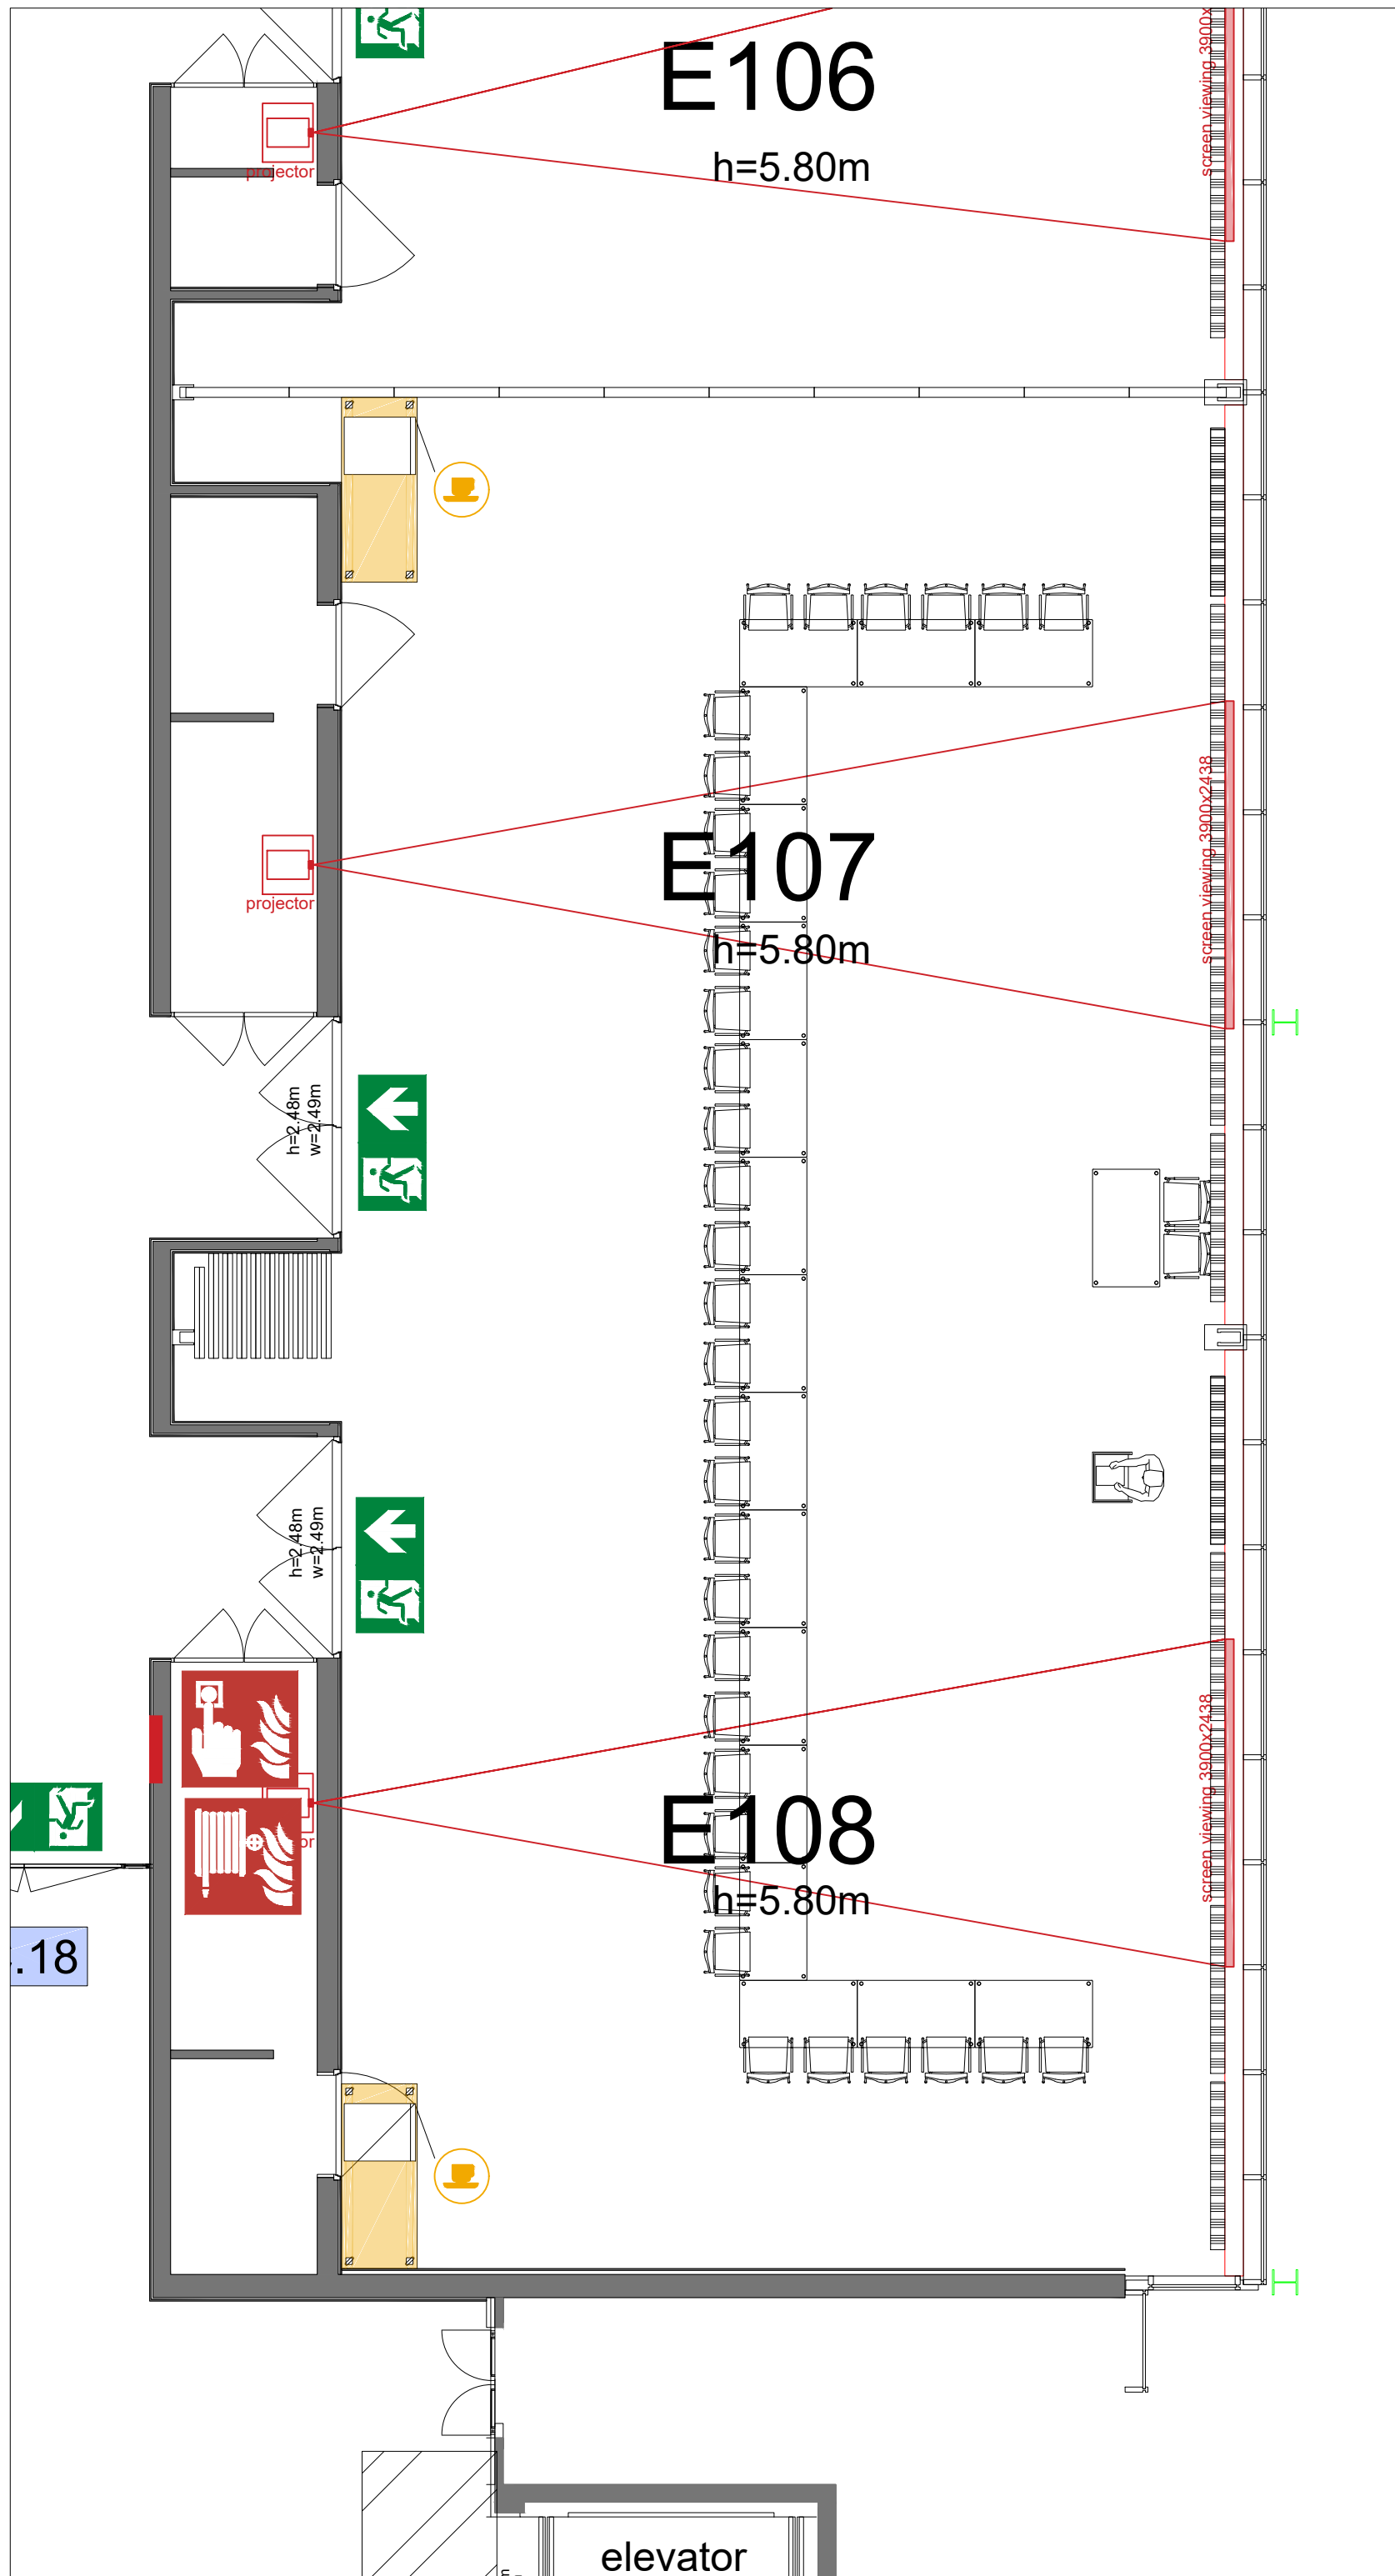 E106
h=5.80m
screen viewing 3900x
projector
E107
h=5.80m
screen viewing 3900x2438
projector
h=2.48m
w=2.49m
h=2.48m
w=2.49m
E108
h=5.80m
screen viewing 3900x2438
.18
elevator